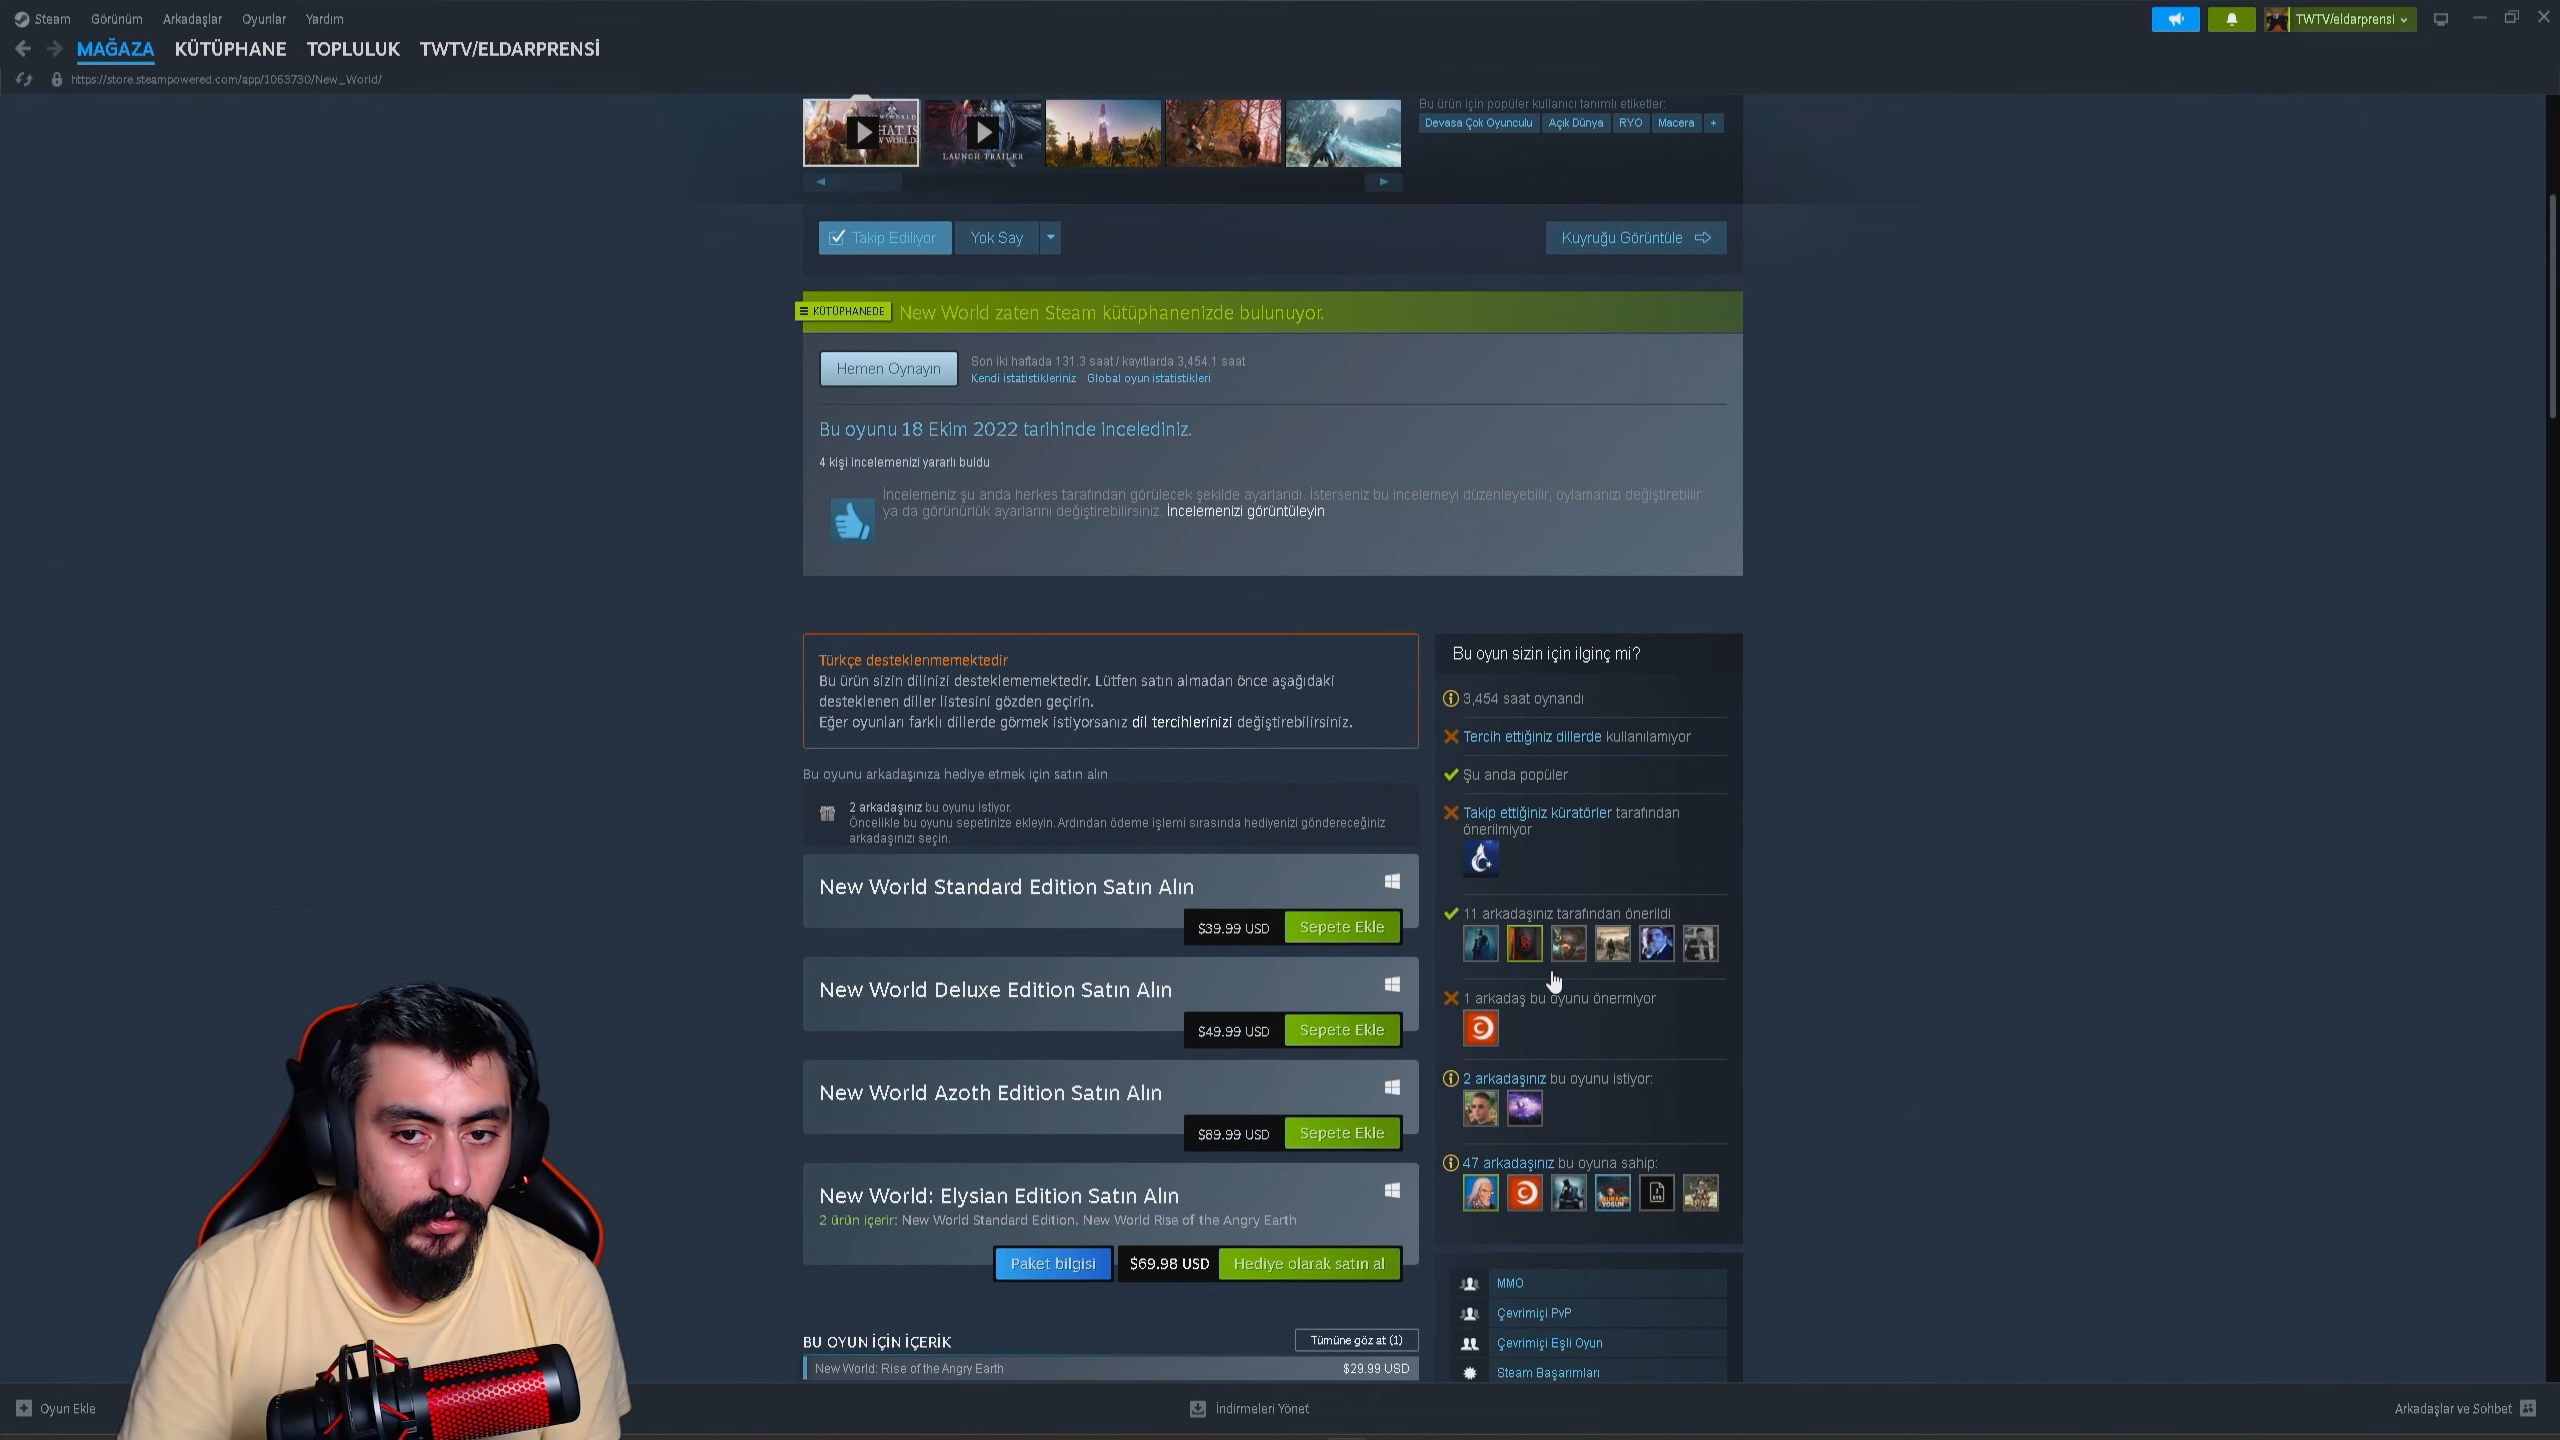 Steam
Görünüm
Arkadaşlar
Oyunlar
Yardım
TWTV/eldarprensi
MAĞAZA
KÜTÜPHANE
TOPLULUK
TWTV/ELDARPRENSİ
https://store.steampowered.com/app/1063730/New_World/
LAUNCH TRAILER
Bu ürün için popüler kullanıcı tanımlı etiketler:
Devasa Çok Oyunculu
Açık Dünya
RYO
Macera
+
Takip Ediliyor
Yok Say
Kuyruğu Görüntüle
KÜTÜPHANEDE
New World zaten Steam kütüphanenizde bulunuyor.
Hemen Oynayın
Son iki haftada 131.3 saat / kayıtlarda 3,454.1 saat
Kendi istatistikleriniz
Global oyun istatistikleri
Bu oyunu 18 Ekim 2022 tarihinde incelediniz.
4 kişi incelemenizi yararlı buldu
İncelemeniz şu anda herkes tarafından görülecek şekilde ayarlandı. İsterseniz bu incelemeyi düzenleyebilir, oylamanızı değiştirebilir
ya da görünürlük ayarlarını değiştirebilirsiniz. İncelemenizi görüntüleyin
Türkçe desteklenmemektedir
Bu ürün sizin dilinizi desteklememektedir. Lütfen satın almadan önce aşağıdaki
desteklenen diller listesini gözden geçirin.
Eğer oyunları farklı dillerde görmek istiyorsanız dil tercihlerinizi değiştirebilirsiniz.
Bu oyunu arkadaşınıza hediye etmek için satın alın
2 arkadaşınız bu oyunu istiyor.
Öncelikle bu oyunu sepetinize ekleyin. Ardından ödeme işlemi sırasında hediyenizi göndereceğiniz
arkadaşınızı seçin.
New World Standard Edition Satın Alın
$39.99 USD
Sepete Ekle
New World Deluxe Edition Satın Alın
$49.99 USD
Sepete Ekle
New World Azoth Edition Satın Alın
$89.99 USD
Sepete Ekle
New World: Elysian Edition Satın Alın
2 ürün içerir: New World Standard Edition, New World Rise of the Angry Earth
Paket bilgisi
$69.98 USD
Hediye olarak satın al
BU OYUN İÇİN İÇERİK
Tümüne göz at (1)
New World: Rise of the Angry Earth
$29.99 USD
Bu oyun sizin için ilginç mi?
3,454 saat oynandı
Tercih ettiğiniz dillerde kullanılamıyor
Şu anda popüler
Takip ettiğiniz küratörler tarafından
önerilmiyor
11 arkadaşınız tarafından önerildi
1 arkadaş bu oyunu önermiyor
2 arkadaşınız bu oyunu istiyor:
47 arkadaşınız bu oyuna sahip:
MMO
Çevrimiçi PvP
Çevrimiçi Eşli Oyun
Steam Başarımları
Oyun Ekle
İndirmeleri Yönet
Arkadaşlar ve Sohbet